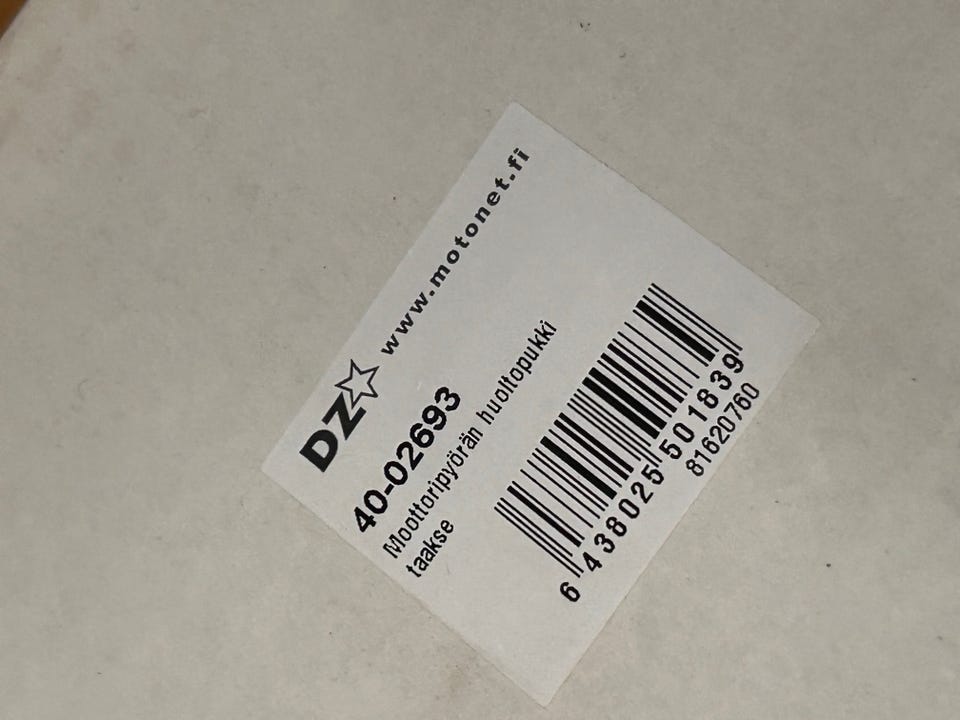 DZ www.motonet.fi
40-02693
Moottoripyörän huoltopukki
taakse
6 438025 501839
81620760